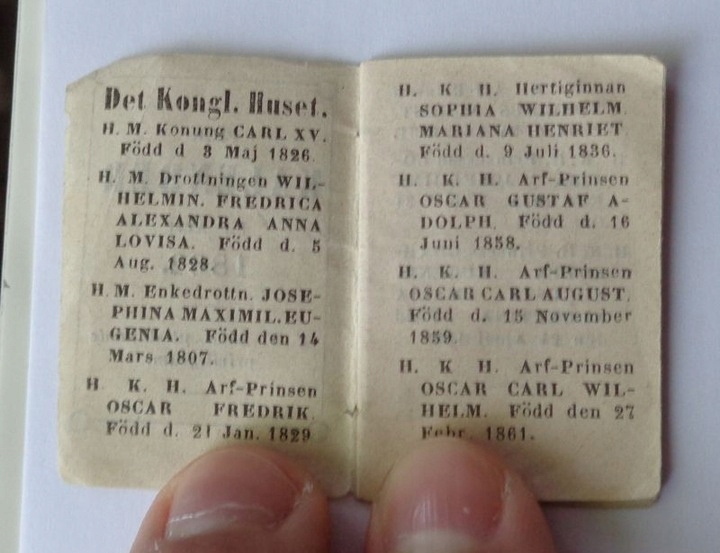 Det Kongl. Huset.
H. M. Konung CARL XV.
Född d 3 Maj 1826.
H. M. Drottningen WIL-
HELMIN. FREDRICA
ALEXANDRA ANNA
LOVISA. Född d. 5
Aug. 1828.
H. M. Enkedrottn. JOSE-
PHINA MAXIMIL. EU-
GENIA. Född den 14
Mars 1807.
H K. H. Arf-Prinsen
OSCAR FREDRIK.
Född d. 21 Jan. 1829
H. K H. Hertiginnan
SOPHIA WILHELM.
MARIANA HENRIET.
Född d. 9 Juli 1836.
H. K. H. Arf-Prinsen
OSCAR GUSTAF A-
DOLPH. Född d. 16
Juni 1858.
H. K. H. Arf-Prinsen
OSCAR CARL AUGUST.
Född d. 15 November
1859.
H. K H. Arf-Prinsen
OSCAR CARL WIL-
HELM. Född den 27
Febr. 1861.